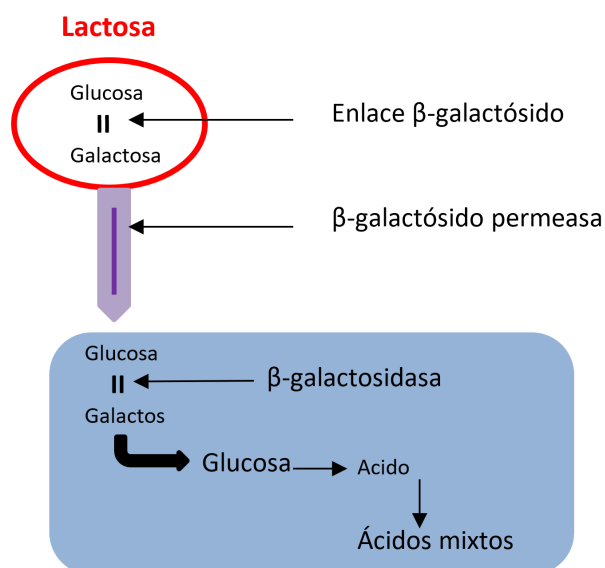 Lactosa
Glucosa
Enlace β-galactósido
Galactosa
β-galactósido permeasa
Glucosa
β-galactosidasa
Galactos
Glucosa
Acido
Ácidos mixtos